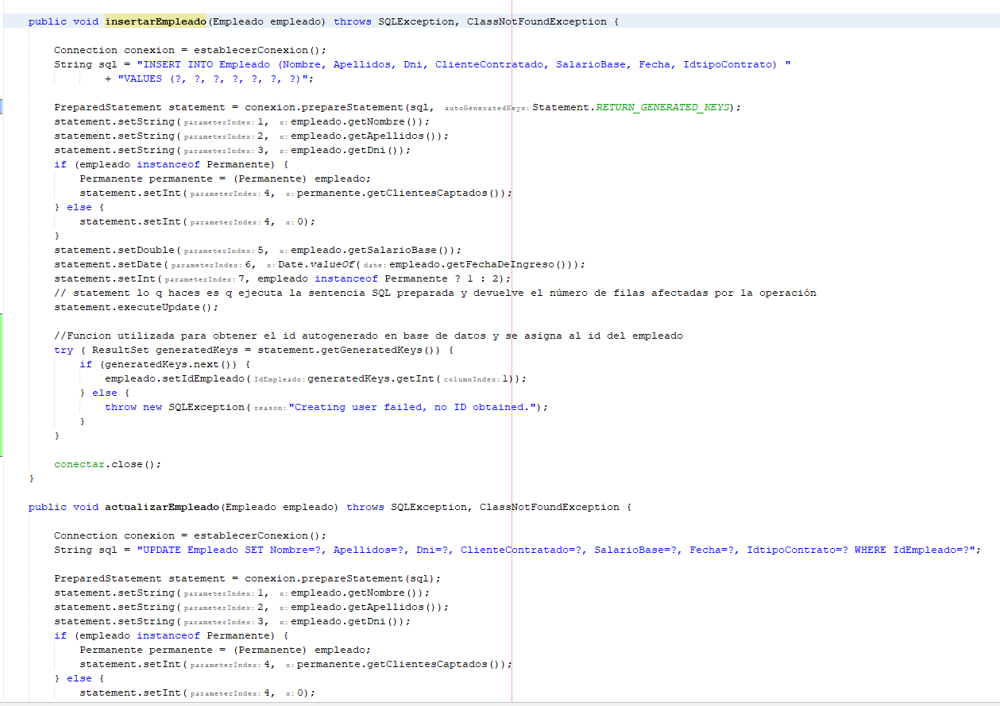 public void insertarEmpleado(Empleado empleado) throws SQLException, ClassNotFoundException {
Connection conexion = establecerConexion();
String sql = "INSERT INTO Empleado (Nombre, Apellidos, Dni, ClienteContratado, SalarioBase, Fecha, IdtipoContrato) "
+ "VALUES (?, ?, ?, ?, ?, ?, ?)";
PreparedStatement statement = conexion.prepareStatement(sql, autoGeneratedKeys: Statement.RETURN_GENERATED_KEYS);
statement.setString(parameterIndex: 1, x: empleado.getNombre());
statement.setString(parameterIndex: 2, x: empleado.getApellidos());
statement.setString(parameterIndex: 3, x: empleado.getDni());
if (empleado instanceof Permanente) {
Permanente permanente = (Permanente) empleado;
statement.setInt(parameterIndex: 4, x: permanente.getClientesCaptados());
} else {
statement.setInt(parameterIndex: 4, x: 0);
}
statement.setDouble(parameterIndex: 5, x: empleado.getSalarioBase());
statement.setDate(parameterIndex: 6, x: Date.valueOf(date: empleado.getFechaDeIngreso()));
statement.setInt(parameterIndex: 7, empleado instanceof Permanente ? 1 : 2);
// statement lo q haces es q ejecuta la sentencia SQL preparada y devuelve el número de filas afectadas por la operación
statement.executeUpdate();
//Funcion utilizada para obtener el id autogenerado en base de datos y se asigna al id del empleado
try ( ResultSet generatedKeys = statement.getGeneratedKeys()) {
if (generatedKeys.next()) {
empleado.setIdEmpleado(IdEmpleado: generatedKeys.getInt(columnIndex: 1));
} else {
throw new SQLException(reason: "Creating user failed, no ID obtained.");
}
}
conectar.close();
}
public void actualizarEmpleado(Empleado empleado) throws SQLException, ClassNotFoundException {
Connection conexion = establecerConexion();
String sql = "UPDATE Empleado SET Nombre=?, Apellidos=?, Dni=?, ClienteContratado=?, SalarioBase=?, Fecha=?, IdtipoContrato=? WHERE IdEmpleado=?";
PreparedStatement statement = conexion.prepareStatement(sql);
statement.setString(parameterIndex: 1, x: empleado.getNombre());
statement.setString(parameterIndex: 2, x: empleado.getApellidos());
statement.setString(parameterIndex: 3, x: empleado.getDni());
if (empleado instanceof Permanente) {
Permanente permanente = (Permanente) empleado;
statement.setInt(parameterIndex: 4, x: permanente.getClientesCaptados());
} else {
statement.setInt(parameterIndex: 4, x: 0);